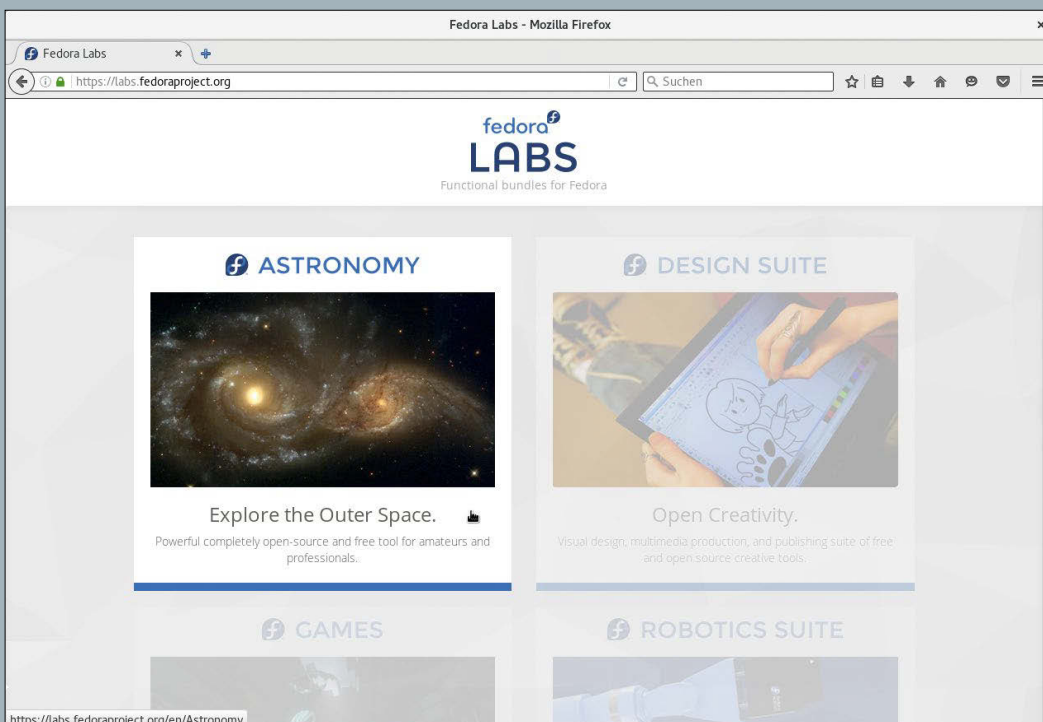 Fedora Labs - Mozilla Firefox
Fedora Labs
https://labs.fedoraproject.org
Suchen
fedora
LABS
Functional bundles for Fedora
ASTRONOMY
Explore the Outer Space.
Powerful completely open-source and free tool for amateurs and
professionals.
DESIGN SUITE
Open Creativity.
Visual design, multimedia production, and publishing suite of free
and open source creative tools.
GAMES
ROBOTICS SUITE
https://labs.fedoraproject.org/en/Astronomy